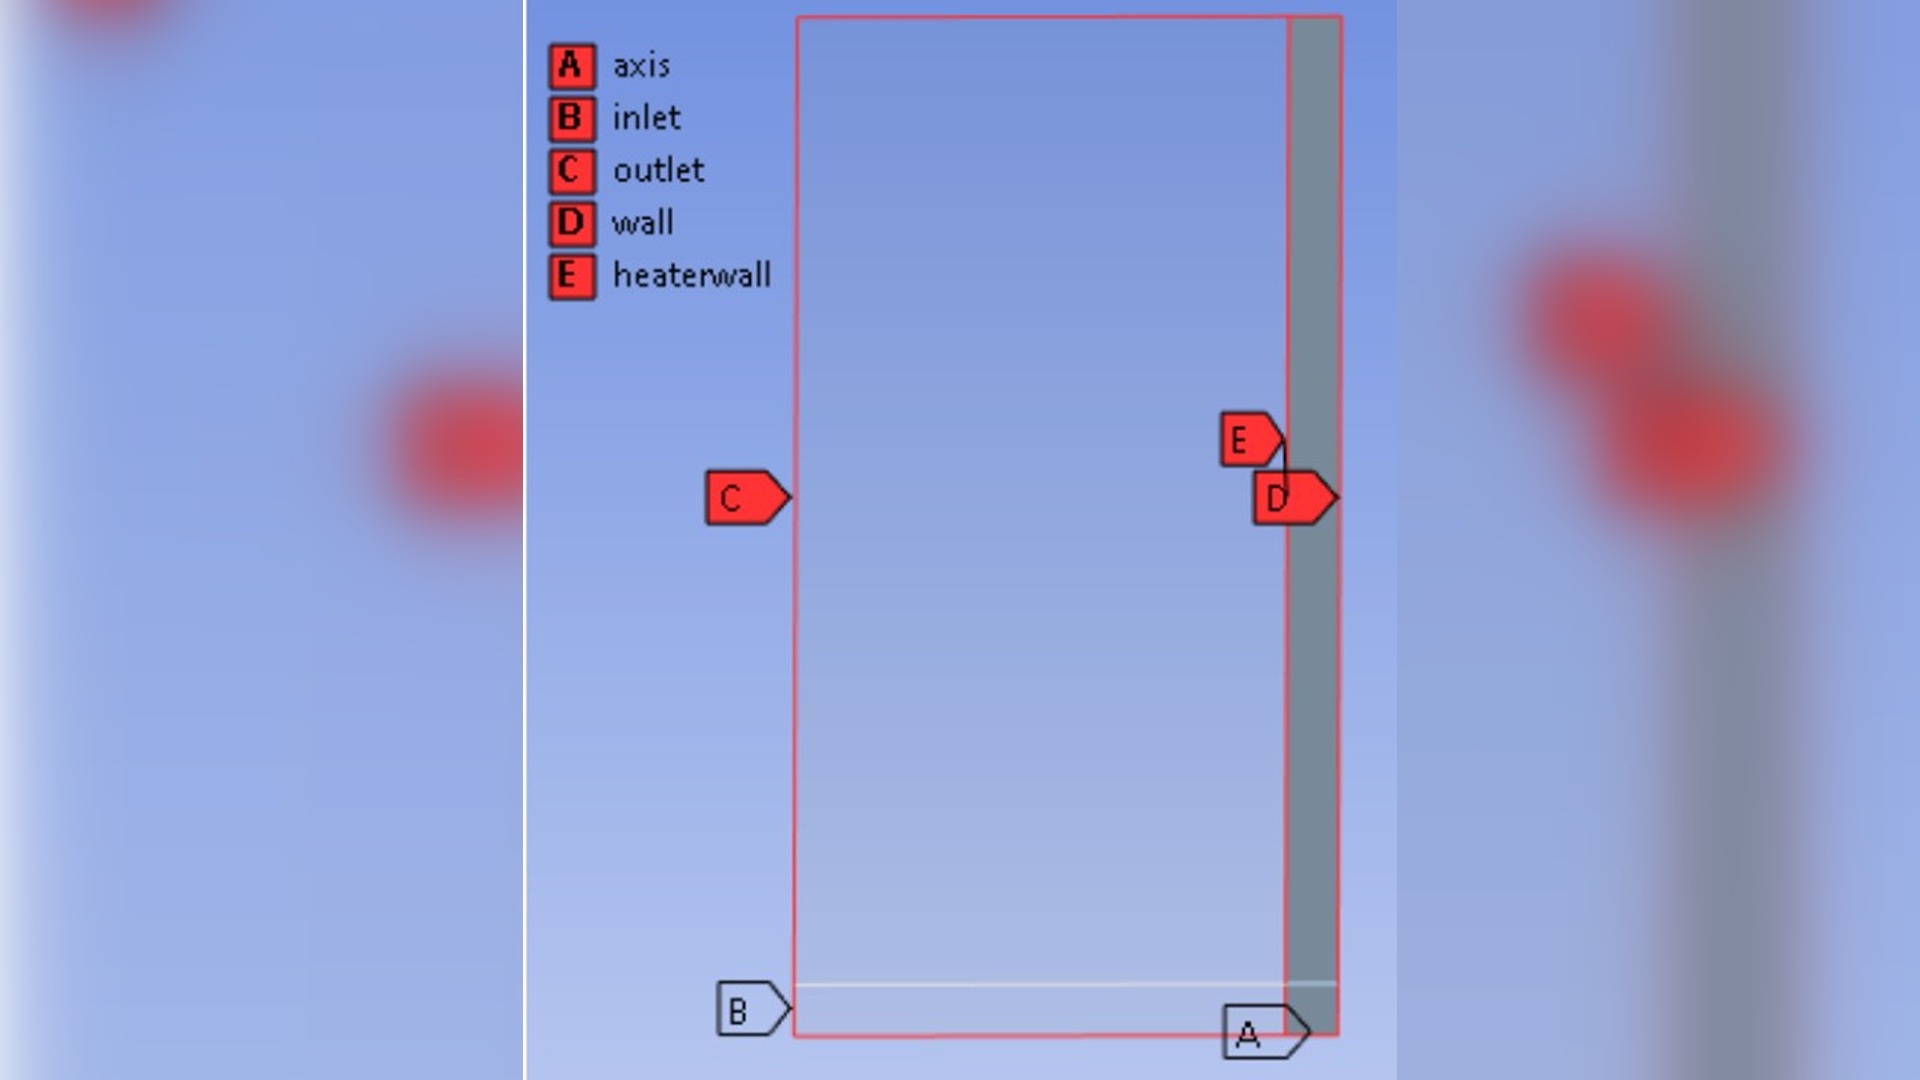 A axis
B inlet
C outlet
D wall
E heaterwall
E
C
D
B
A